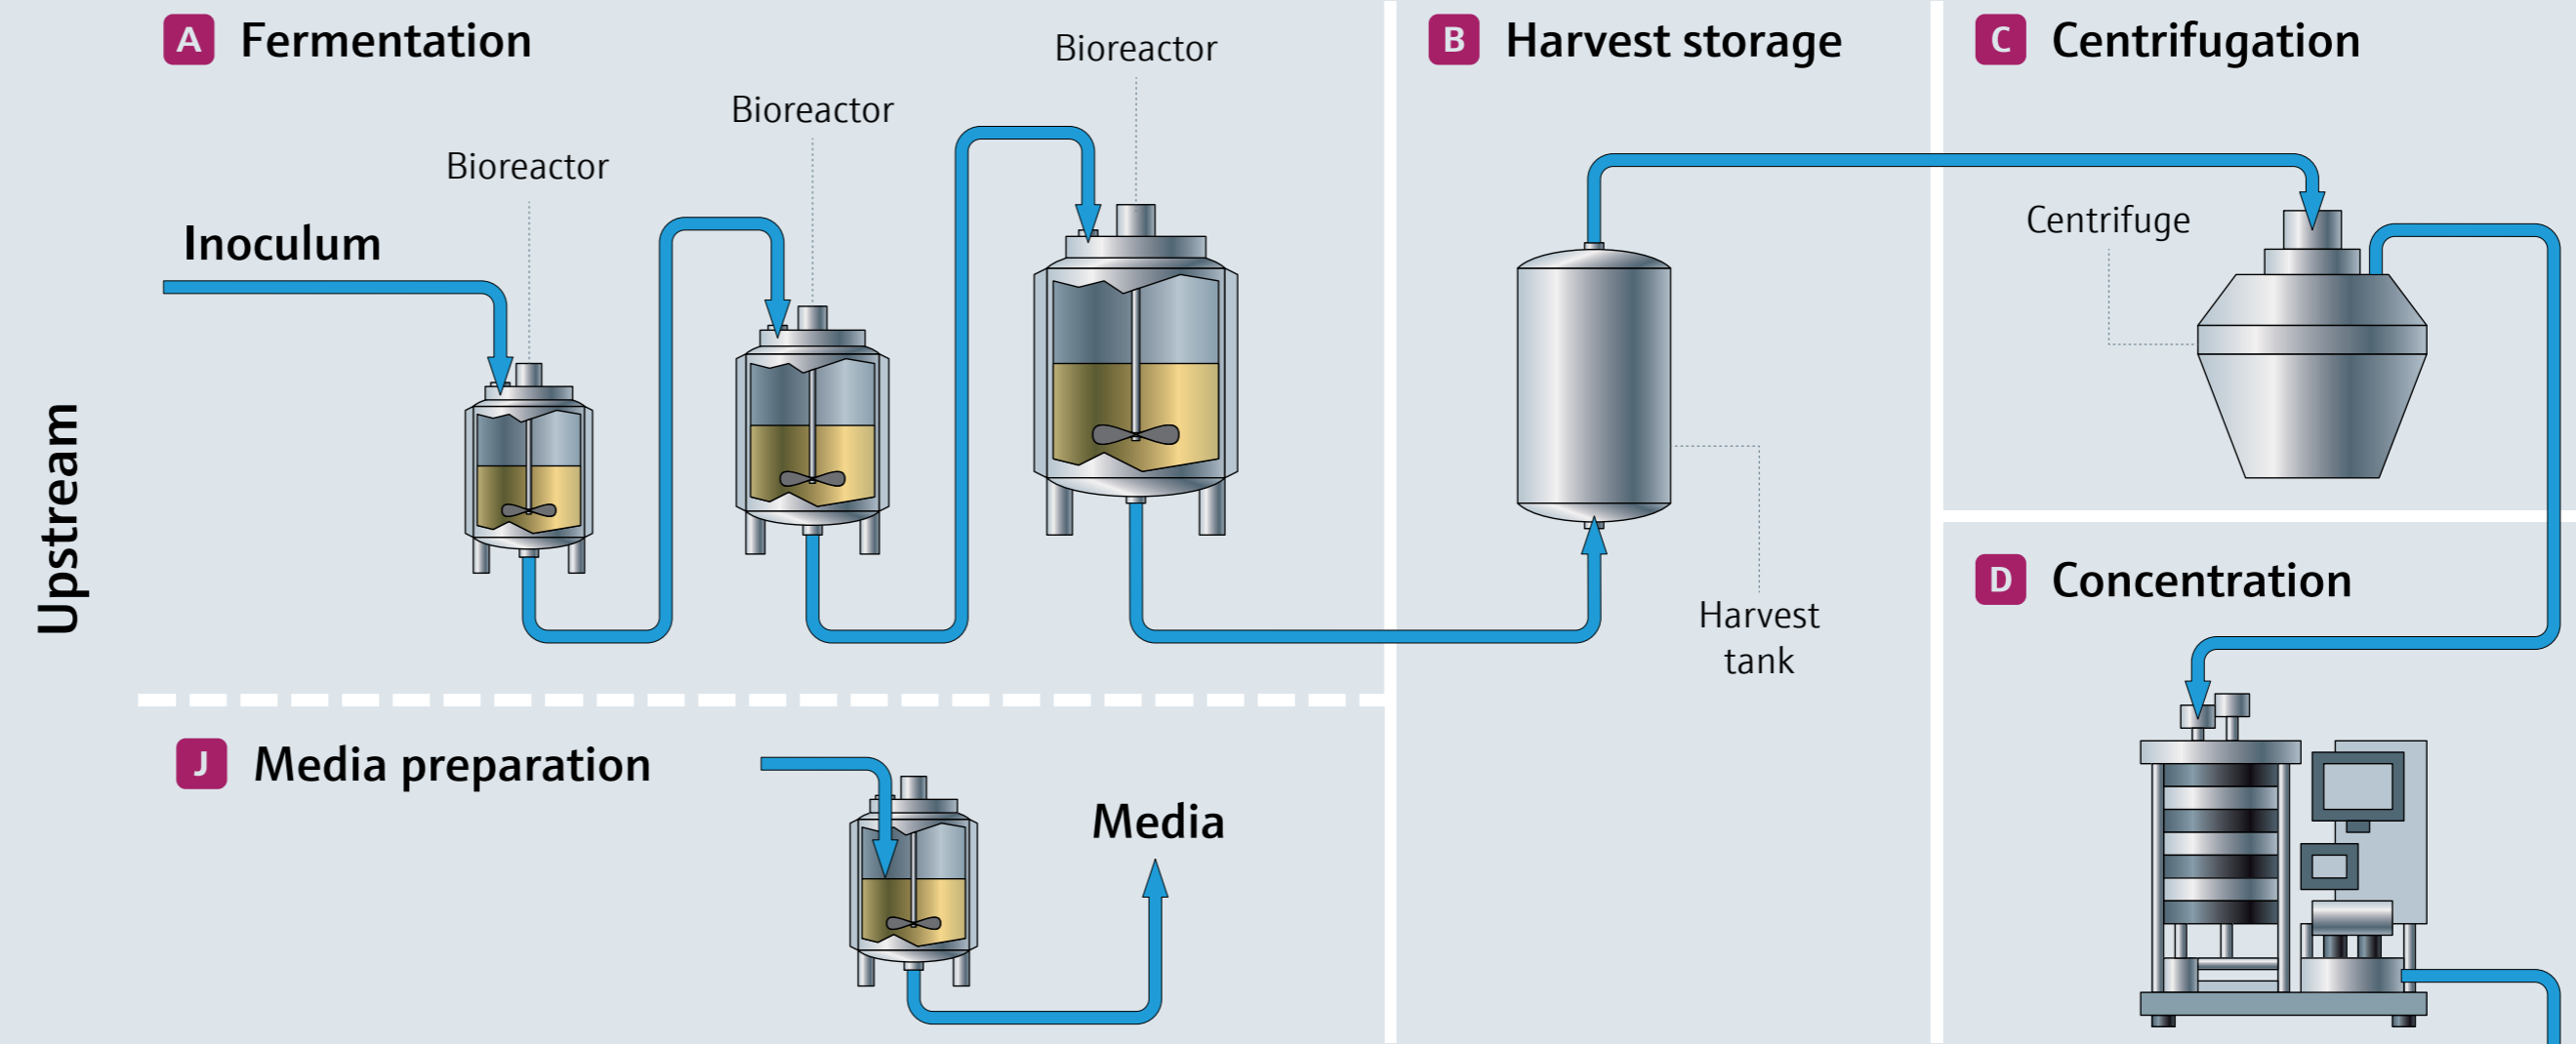 A Fermentation
Bioreactor
Bioreactor
Bioreactor
Inoculum
Upstream
B Harvest storage
Harvest
tank
C Centrifugation
Centrifuge
D Concentration
J Media preparation
Media